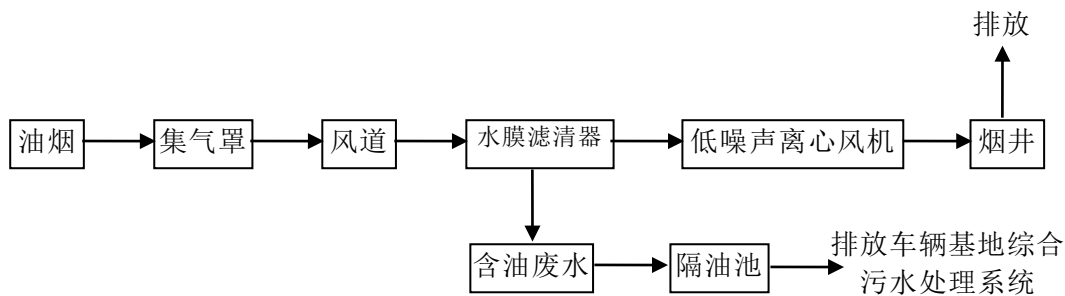 排放
油烟
集气罩
风道
水膜滤清器
低噪声离心风机
烟井
含油废水
隔油池
排放车辆基地综合
污水处理系统